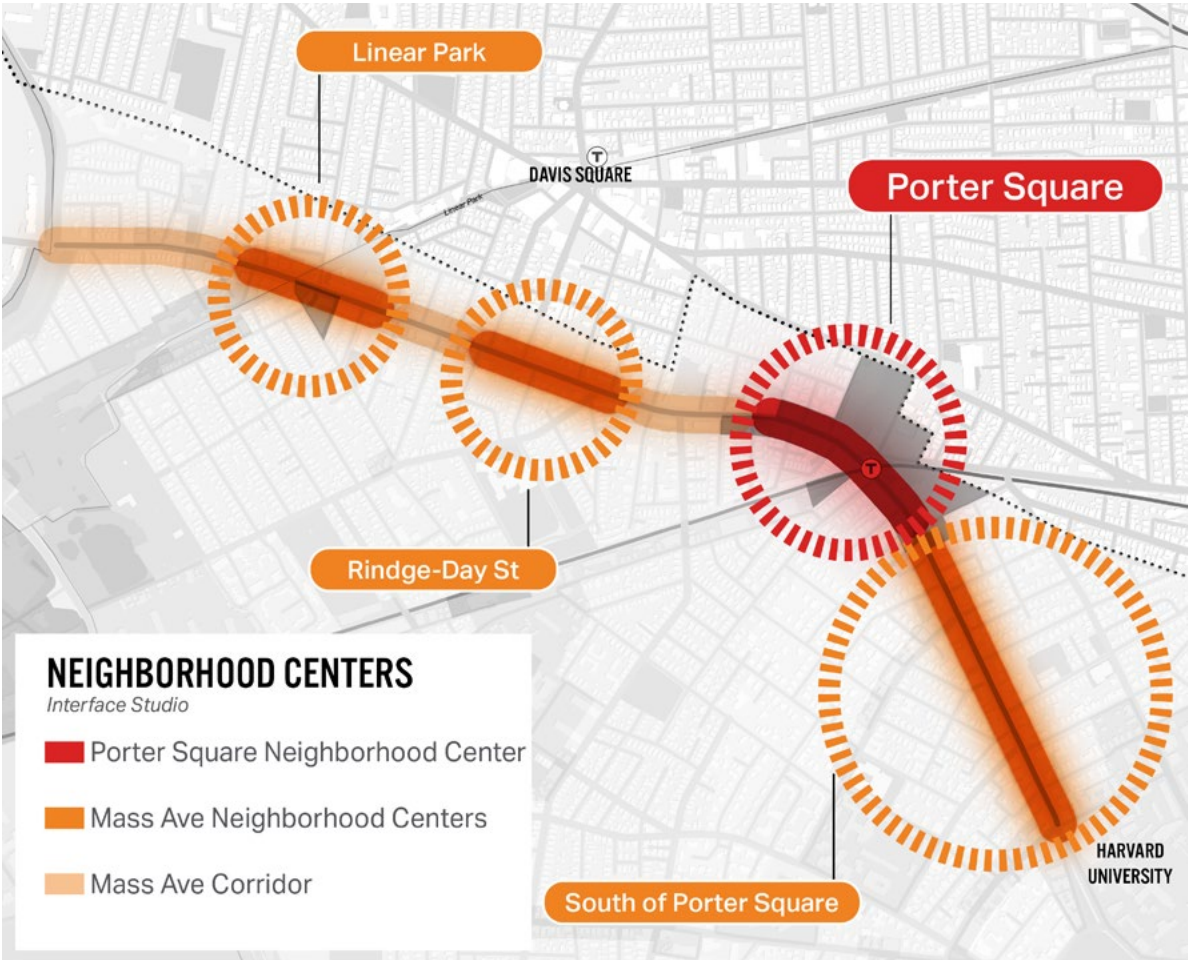 Linear Park
T
DAVIS SQUARE
Porter Square
Linear Park
T
Rindge-Day St
NEIGHBORHOOD CENTERS
Interface Studio
Porter Square Neighborhood Center
Mass Ave Neighborhood Centers
Mass Ave Corridor
South of Porter Square
HARVARD
UNIVERSITY